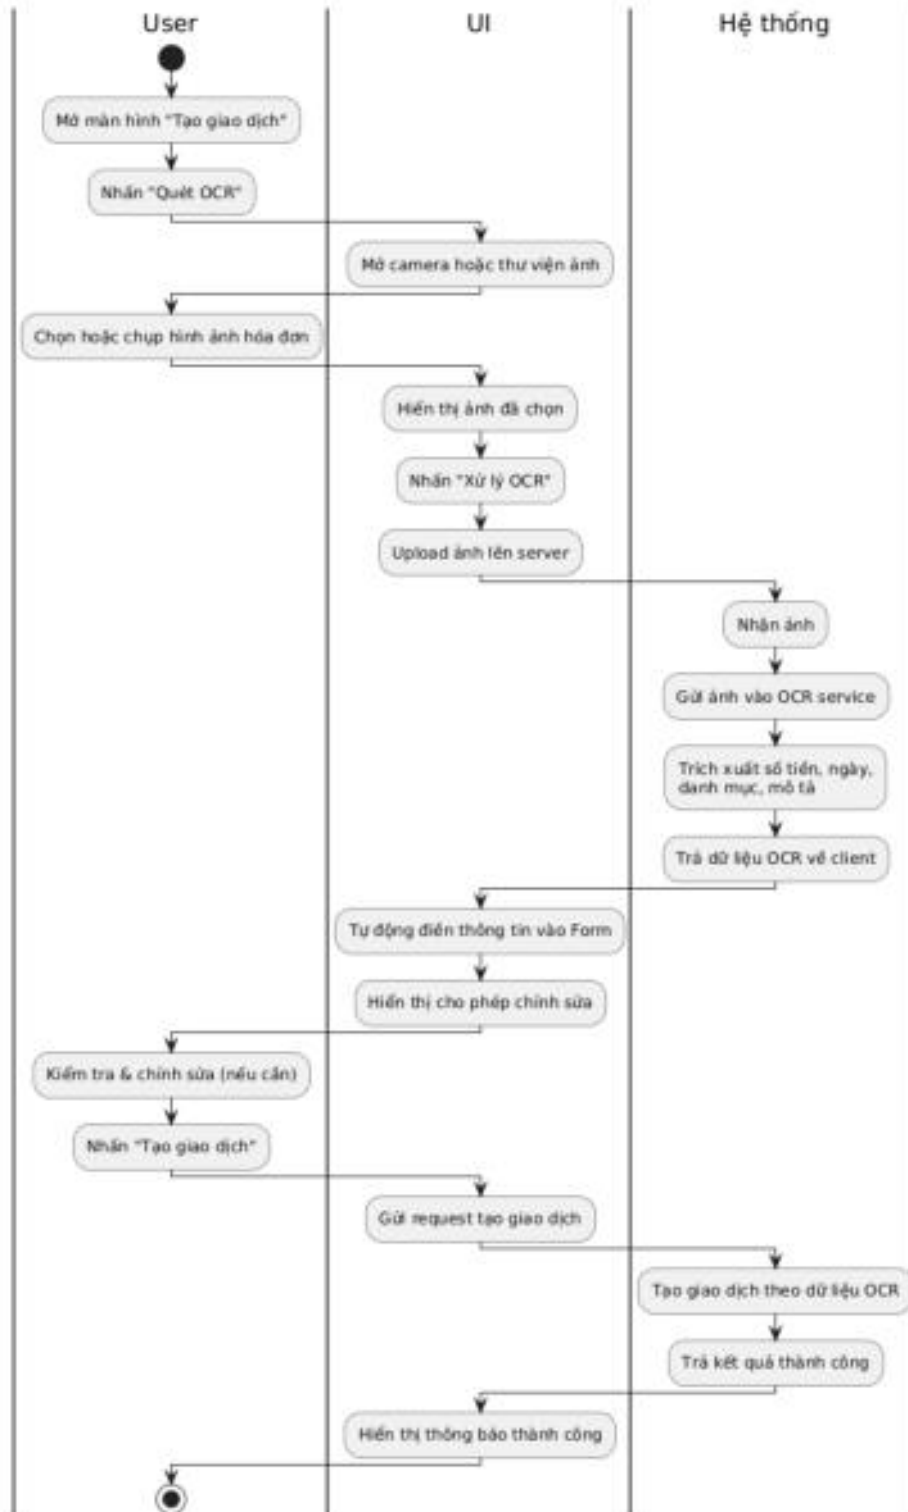 User
UI
Hệ thống
Mở màn hình "Tạo giao dịch"
Nhấn "Quét OCR"
Mở camera hoặc thư viện ảnh
Chọn hoặc chụp hình ảnh hóa đơn
Hiển thị ảnh đã chọn
Nhấn "Xử lý OCR"
Upload ảnh lên server
Nhận ảnh
Gửi ảnh vào OCR service
Trích xuất số tiền, ngày,
danh mục, mô tả
Trả dữ liệu OCR về client
Tự động điền thông tin vào Form
Hiển thị cho phép chỉnh sửa
Kiểm tra & chỉnh sửa (nếu cần)
Nhấn "Tạo giao dịch"
Gửi request tạo giao dịch
Tạo giao dịch theo dữ liệu OCR
Trả kết quả thành công
Hiển thị thông báo thành công